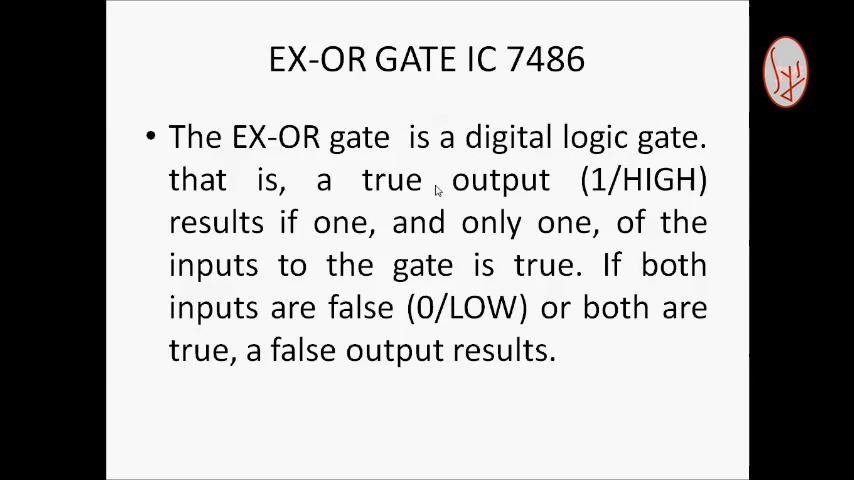 EX-OR GATE IC 7486
• The EX-OR gate is a digital logic gate.
that is, a true output (1/HIGH)
results if one, and only one, of the
inputs to the gate is true. If both
inputs are false (0/LOW) or both are
true, a false output results.
Sys